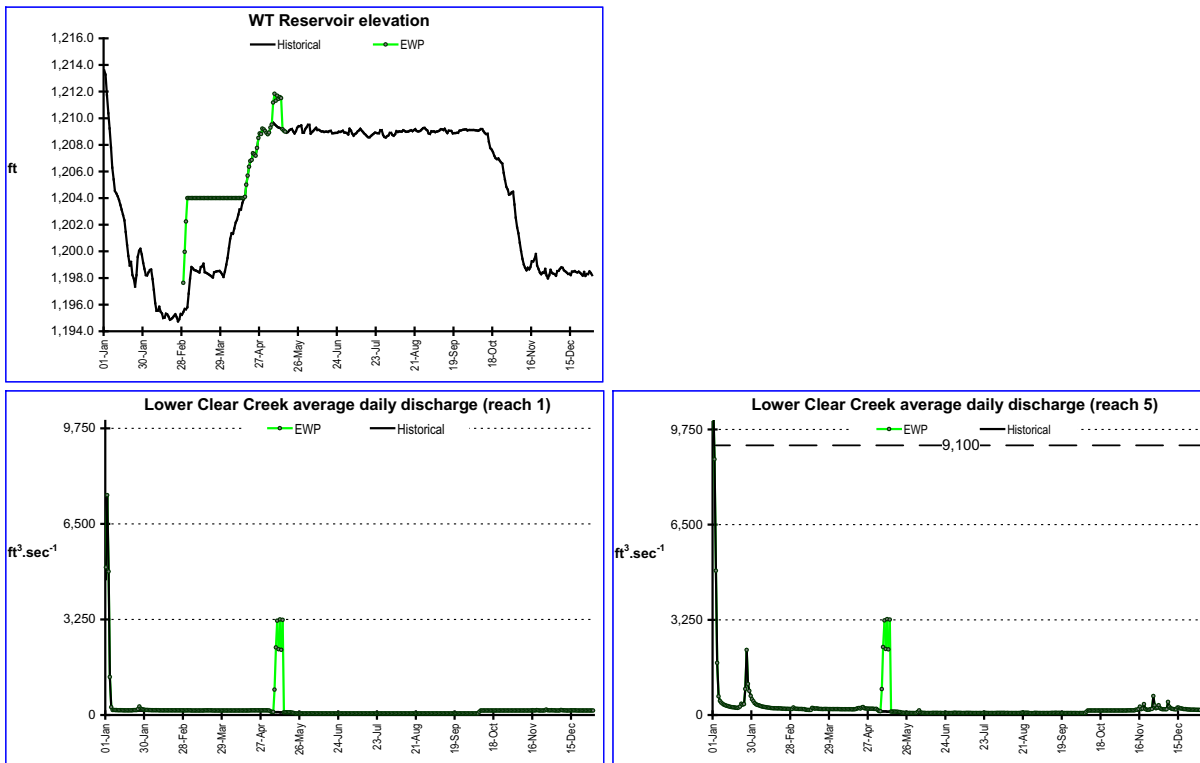 WT Reservoir elevation
Historical EWP
1,216.0
1,214.0
1,212.0
1,210.0
1,208.0
ft
1,206.0
1,204.0
1,202.0
1,200.0
1,198.0
1,196.0
1,194.0
01-Jan 30-Jan 28-Feb 29-Mar 27-Apr 26-May 24-Jun 23-Jul 21-Aug 19-Sep 18-Oct 16-Nov 15-Dec
Lower Clear Creek average daily discharge (reach 1)
EWP Historical
9,750
6,500
ft³.sec⁻¹
3,250
0
01-Jan 30-Jan 28-Feb 29-Mar 27-Apr 26-May 24-Jun 23-Jul 21-Aug 19-Sep 18-Oct 16-Nov 15-Dec
Lower Clear Creek average daily discharge (reach 5)
EWP Historical
9,750
9,100
6,500
ft³.sec⁻¹
3,250
0
01-Jan 30-Jan 28-Feb 29-Mar 27-Apr 26-May 24-Jun 23-Jul 21-Aug 19-Sep 18-Oct 16-Nov 15-Dec